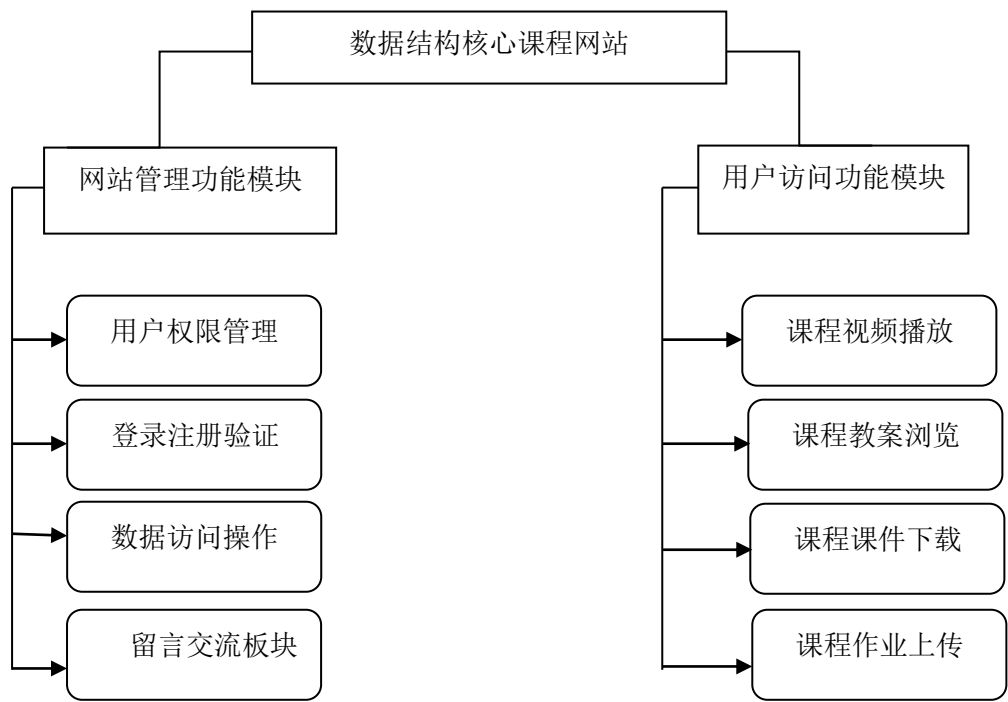 数据结构核心课程网站
网站管理功能模块
用户访问功能模块
用户权限管理
课程视频播放
登录注册验证
课程教案浏览
数据访问操作
课程课件下载
留言交流板块
课程作业上传